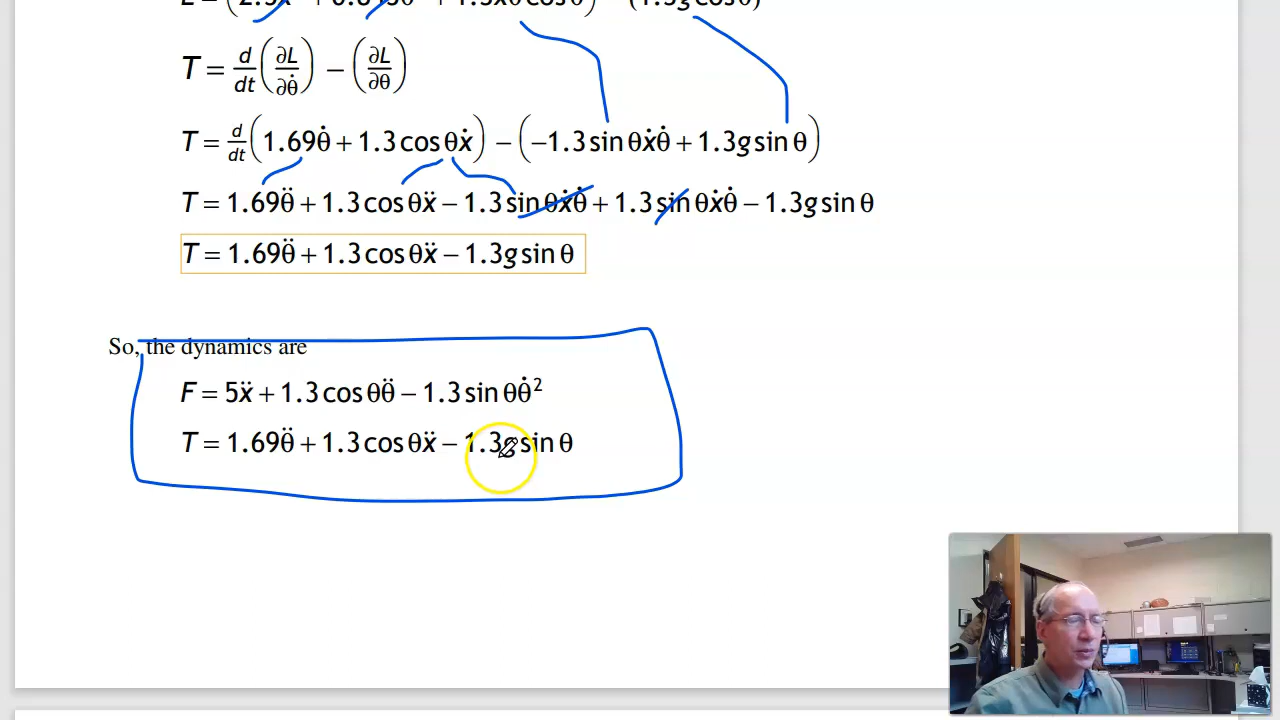 T = d/dt(∂L/∂θ̇) − (∂L/∂θ)
T = d/dt(1.69θ̇ + 1.3 cos θẋ) − (−1.3 sin θẋθ̇ + 1.3g sin θ)
T = 1.69θ̈ + 1.3 cos θẍ − 1.3 sin θẋθ̇ + 1.3 sin θẋθ̇ − 1.3g sin θ
T = 1.69θ̈ + 1.3 cos θẍ − 1.3g sin θ
So, the dynamics are
F = 5ẍ + 1.3 cos θθ̈ − 1.3 sin θθ̇²
T = 1.69θ̈ + 1.3 cos θẍ − 1.3g sin θ